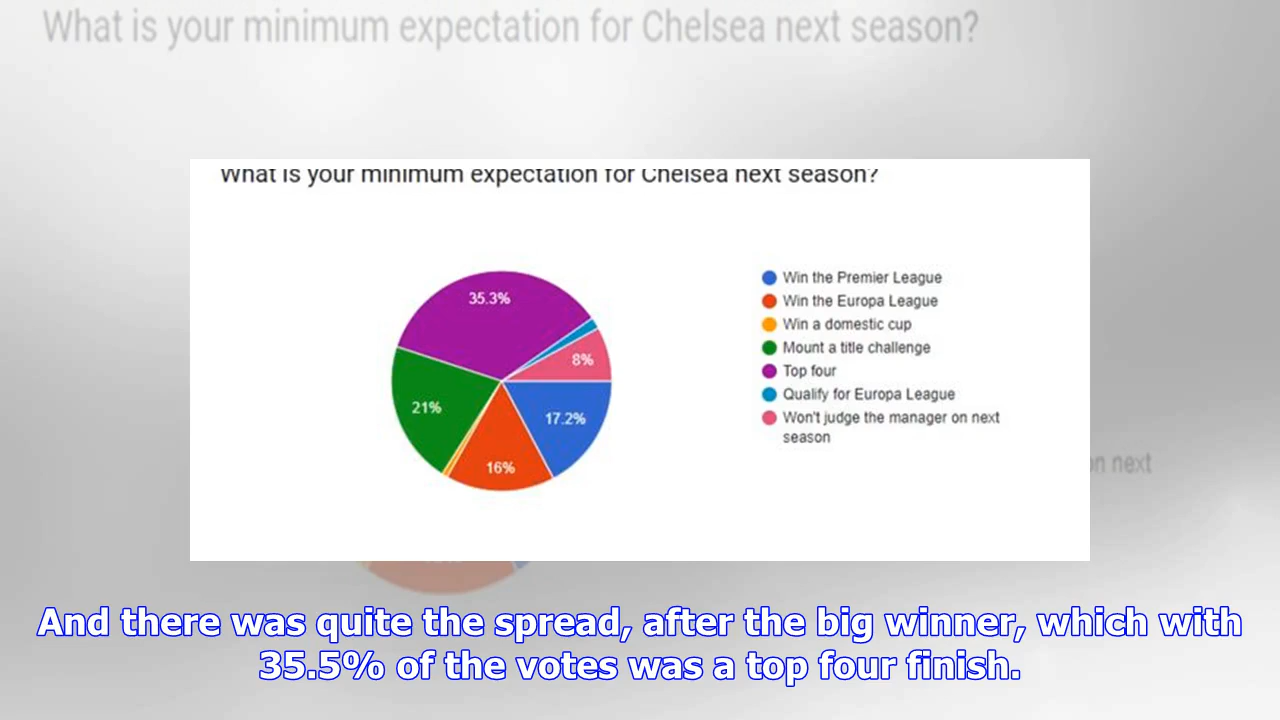 What is your minimum expectation for Chelsea next season?
What is your minimum expectation for Chelsea next season?
35.3%
8%
21%
17.2%
16%
Win the Premier League
Win the Europa League
Win a domestic cup
Mount a title challenge
Top four
Qualify for Europa League
Won't judge the manager on next
season
on next
And there was quite the spread, after the big winner, which with
35.5% of the votes was a top four finish.